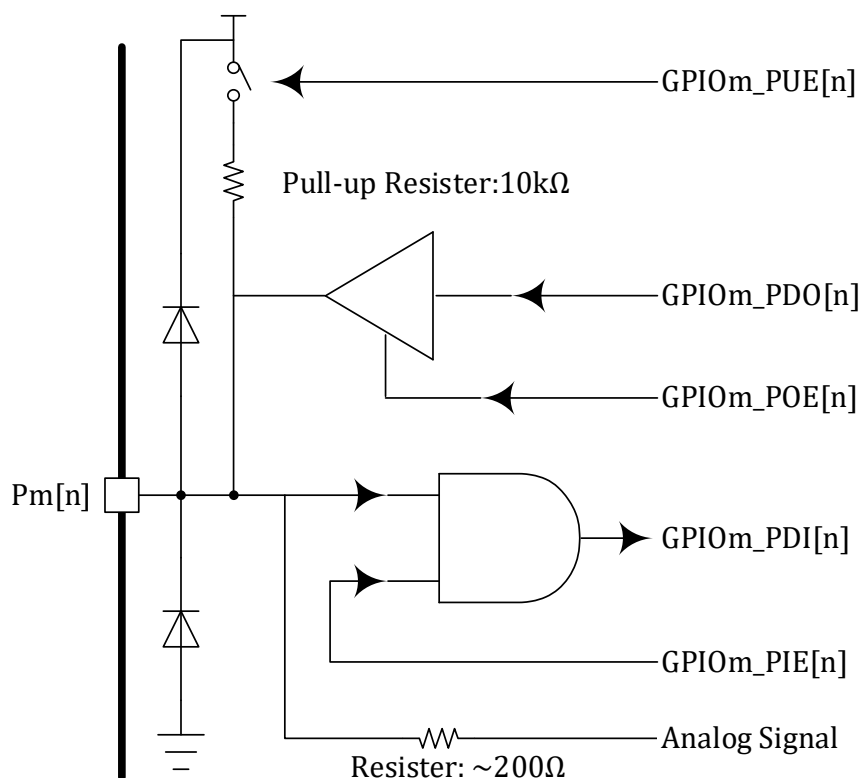 GPIOm_PUE[n]
Pull-up Resister:10kΩ
GPIOm_PDO[n]
GPIOm_POE[n]
Pm[n]
GPIOm_PDI[n]
GPIOm_PIE[n]
Analog Signal
Resister: ~200Ω